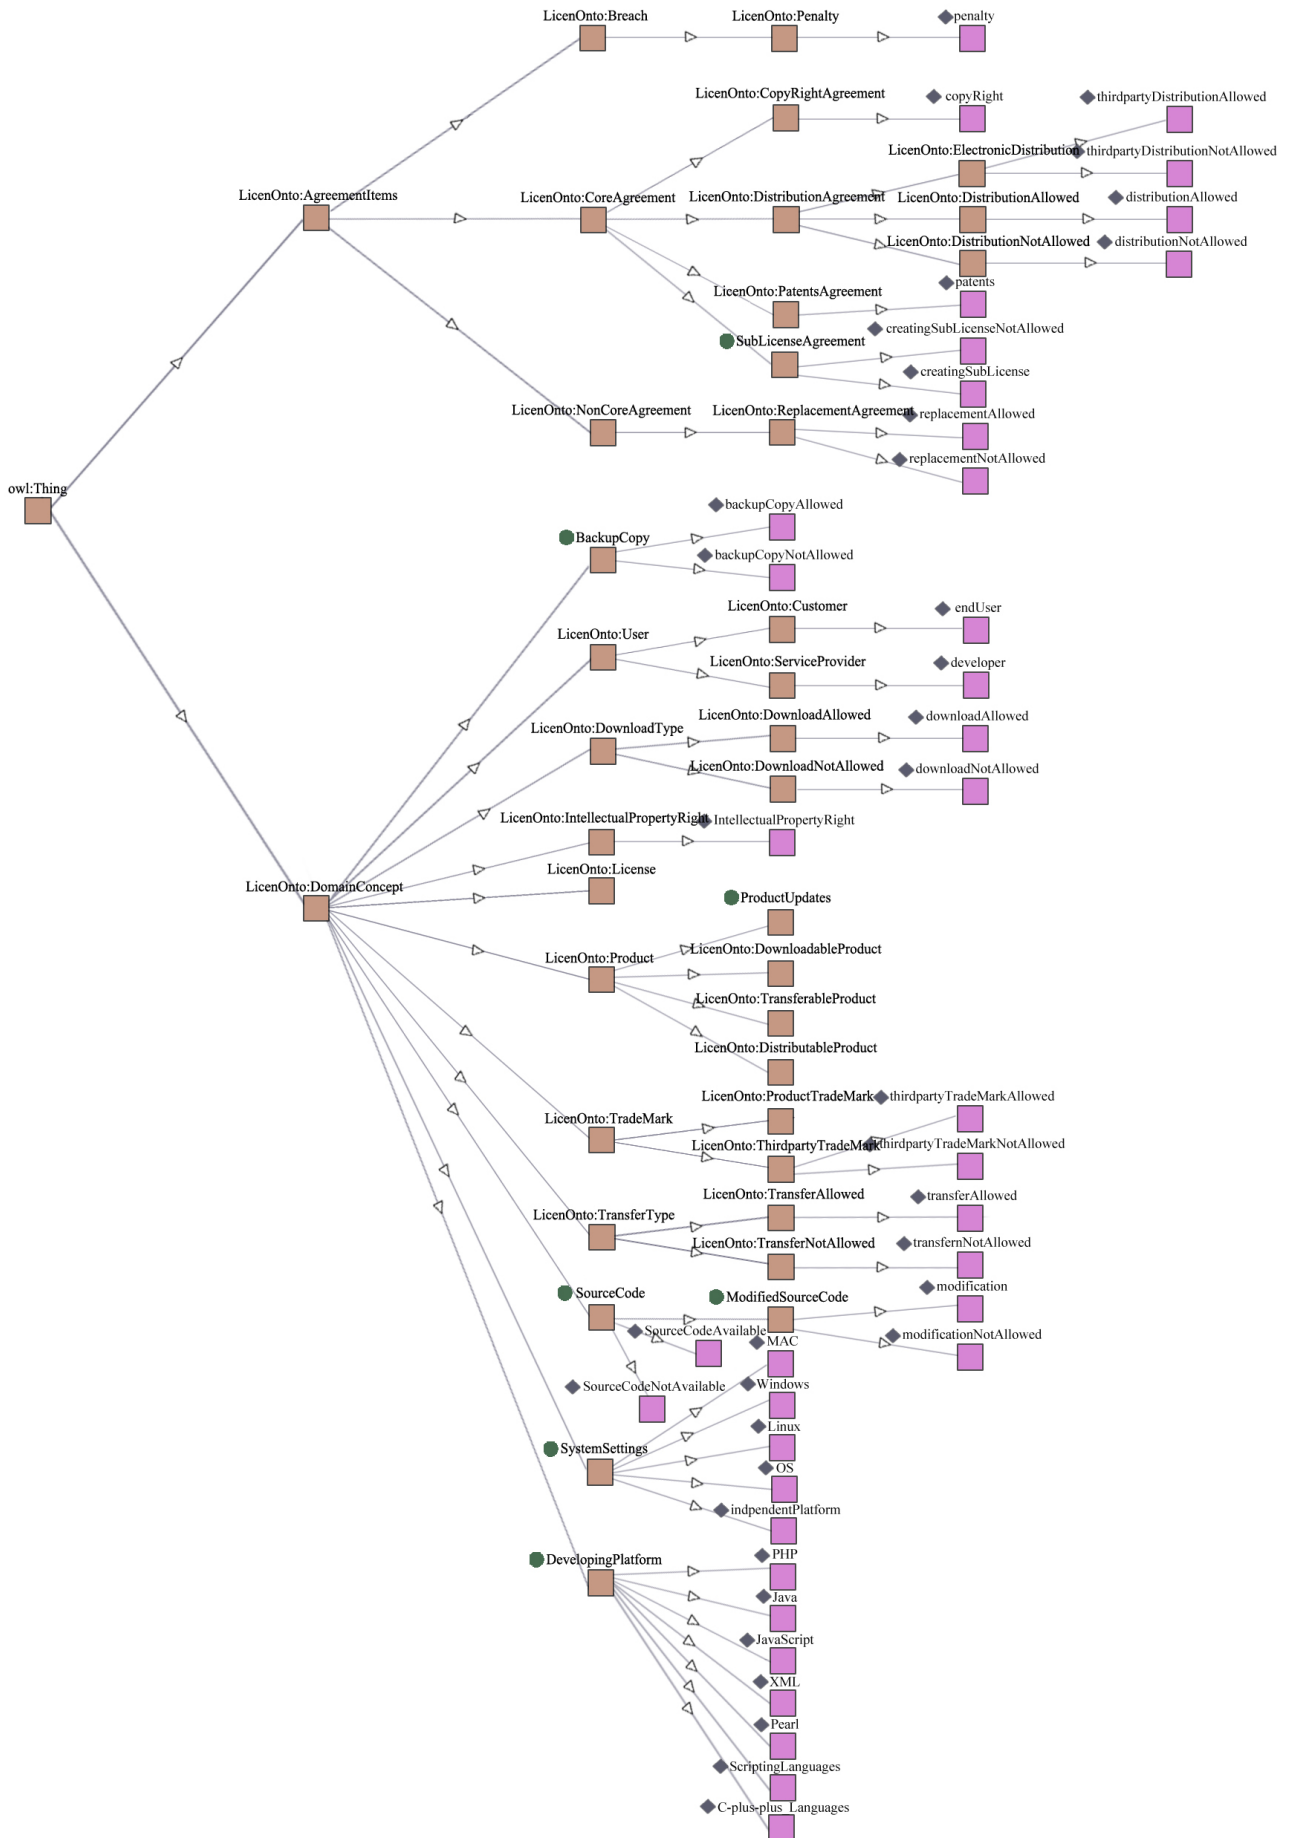 LicenOnto:Breach
LicenOnto:Penalty
penalty
LicenOnto:CopyRightAgreement
copyRight
thirdpartyDistributionAllowed
LicenOnto:ElectronicDistribution
thirdpartyDistributionNotAllowed
LicenOnto:AgreementItems
LicenOnto:CoreAgreement
LicenOnto:DistributionAgreement
LicenOnto:DistributionAllowed
distributionAllowed
LicenOnto:DistributionNotAllowed
distributionNotAllowed
LicenOnto:PatentsAgreement
patents
SubLicenseAgreement
creatingSubLicenseNotAllowed
creatingSubLicense
LicenOnto:NonCoreAgreement
LicenOnto:ReplacementAgreement
replacementAllowed
replacementNotAllowed
owl:Thing
backupCopyAllowed
BackupCopy
backupCopyNotAllowed
LicenOnto:Customer
endUser
LicenOnto:User
LicenOnto:ServiceProvider
developer
LicenOnto:DownloadType
LicenOnto:DownloadAllowed
downloadAllowed
LicenOnto:DownloadNotAllowed
downloadNotAllowed
LicenOnto:IntellectualPropertyRight
IntellectualPropertyRight
LicenOnto:License
LicenOnto:DomainConcept
ProductUpdates
LicenOnto:Product
LicenOnto:DownloadableProduct
LicenOnto:TransferableProduct
LicenOnto:DistributableProduct
LicenOnto:TradeMark
LicenOnto:ProductTradeMark
thirdpartyTradeMarkAllowed
LicenOnto:ThirdpartyTradeMark
thirdpartyTradeMarkNotAllowed
LicenOnto:TransferType
LicenOnto:TransferAllowed
transferAllowed
LicenOnto:TransferNotAllowed
transfernNotAllowed
SourceCode
ModifiedSourceCode
modification
modificationNotAllowed
SourceCodeAvailable
SourceCodeNotAvailable
MAC
Windows
Linux
SystemSettings
OS
indpendentPlatform
DevelopingPlatform
PHP
Java
JavaScript
XML
Pearl
ScriptingLanguages
C-plus-plus_Languages